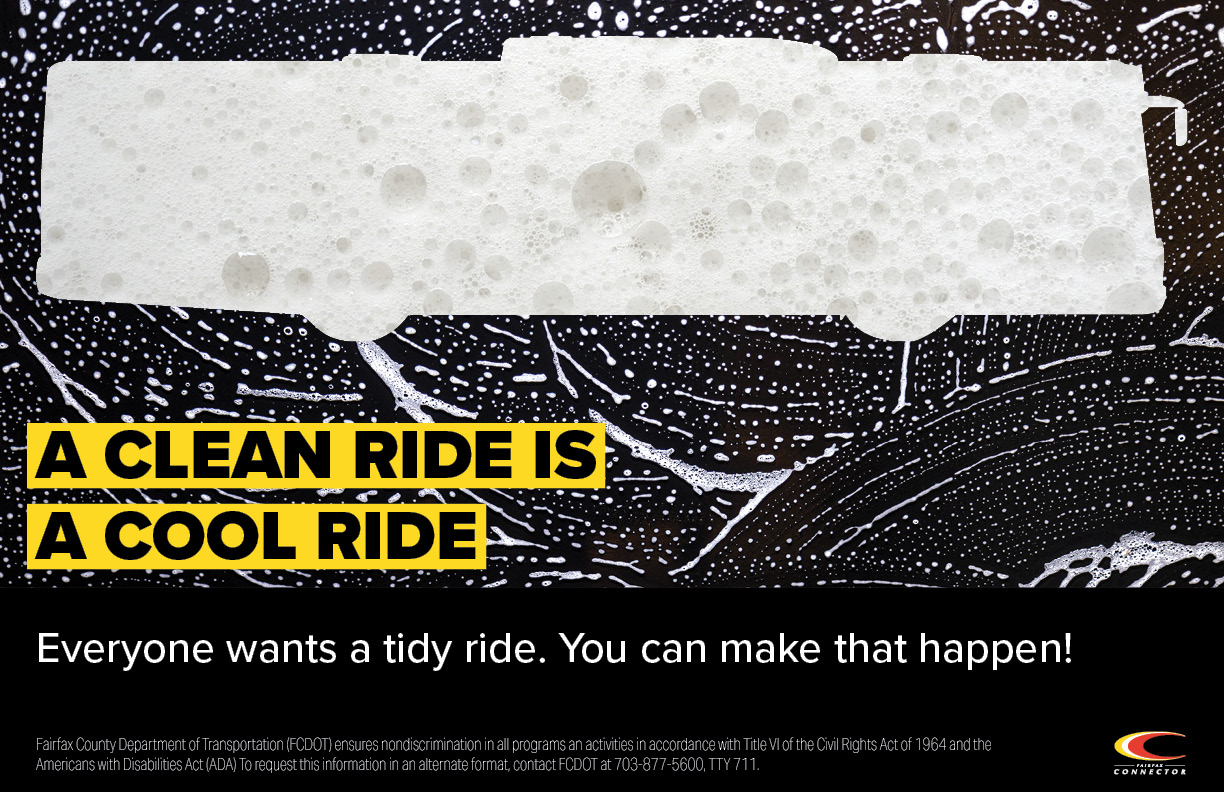 A CLEAN RIDE IS
A COOL RIDE
Everyone wants a tidy ride. You can make that happen!
Fairfax County Department of Transportation (FCDOT) ensures nondiscrimination in all programs an activities in accordance with Title VI of the Civil Rights Act of 1964 and the
Americans with Disabilities Act (ADA) To request this information in an alternate format, contact FCDOT at 703-877-5600, TTY 711.
FAIRFAX
CONNECTOR